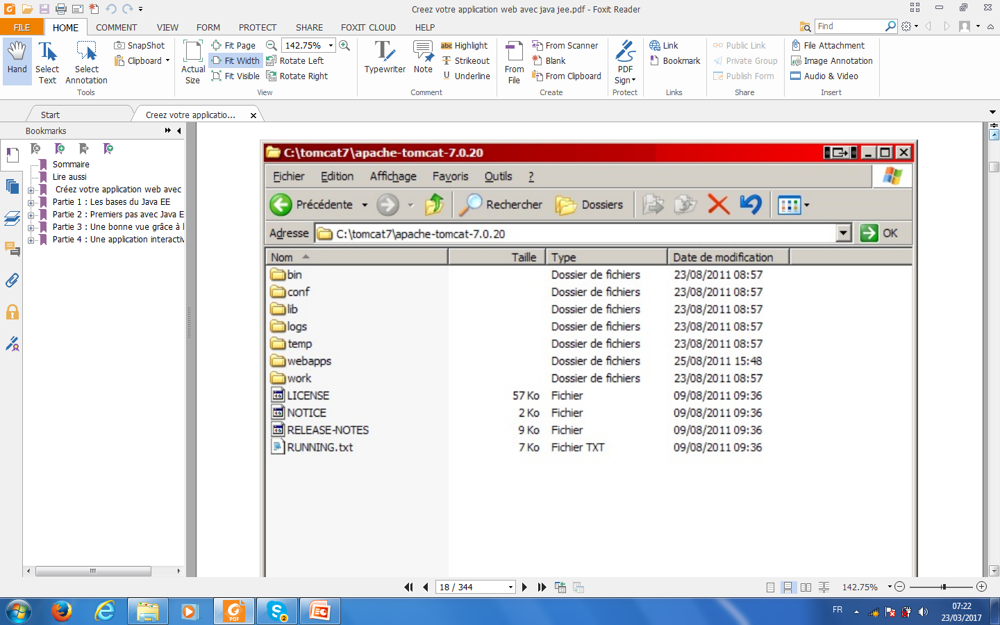 Creez votre application web avec java jee.pdf - Foxit Reader
FILE HOME COMMENT VIEW FORM PROTECT SHARE FOXIT CLOUD HELP Find
Hand
Select Text
Select Annotation
SnapShot
Clipboard
Tools
Actual Size
Fit Page
Fit Width
Fit Visible
142.75%
Rotate Left
Rotate Right
View
Typewriter
Note
abc Highlight
Strikeout
Underline
Comment
From File
From Scanner
Blank
From Clipboard
Create
PDF Sign
Protect
Link
Bookmark
Links
Public Link
Private Group
Publish Form
Share
File Attachment
Image Annotation
Audio & Video
Insert
Start Creez votre applicatio...
Bookmarks
Sommaire
Lire aussi
Créez votre application web avec
Partie 1 : Les bases du Java EE
Partie 2 : Premiers pas avec Java E
Partie 3 : Une bonne vue grâce à l
Partie 4 : Une application interactiv
C:\tomcat7\apache-tomcat-7.0.20
Fichier Edition Affichage Favoris Outils ?
Précédente Rechercher Dossiers
Adresse C:\tomcat7\apache-tomcat-7.0.20 OK
Nom Taille Type Date de modification
bin Dossier de fichiers 23/08/2011 08:57
conf Dossier de fichiers 23/08/2011 08:57
lib Dossier de fichiers 23/08/2011 08:57
logs Dossier de fichiers 23/08/2011 08:57
temp Dossier de fichiers 23/08/2011 08:57
webapps Dossier de fichiers 25/08/2011 15:48
work Dossier de fichiers 23/08/2011 08:57
LICENSE 57 Ko Fichier 09/08/2011 09:36
NOTICE 2 Ko Fichier 09/08/2011 09:36
RELEASE-NOTES 9 Ko Fichier 09/08/2011 09:36
RUNNING.txt 7 Ko Fichier TXT 09/08/2011 09:36
18 / 344 142.75%
PDF 2 FR 07:22
23/03/2017